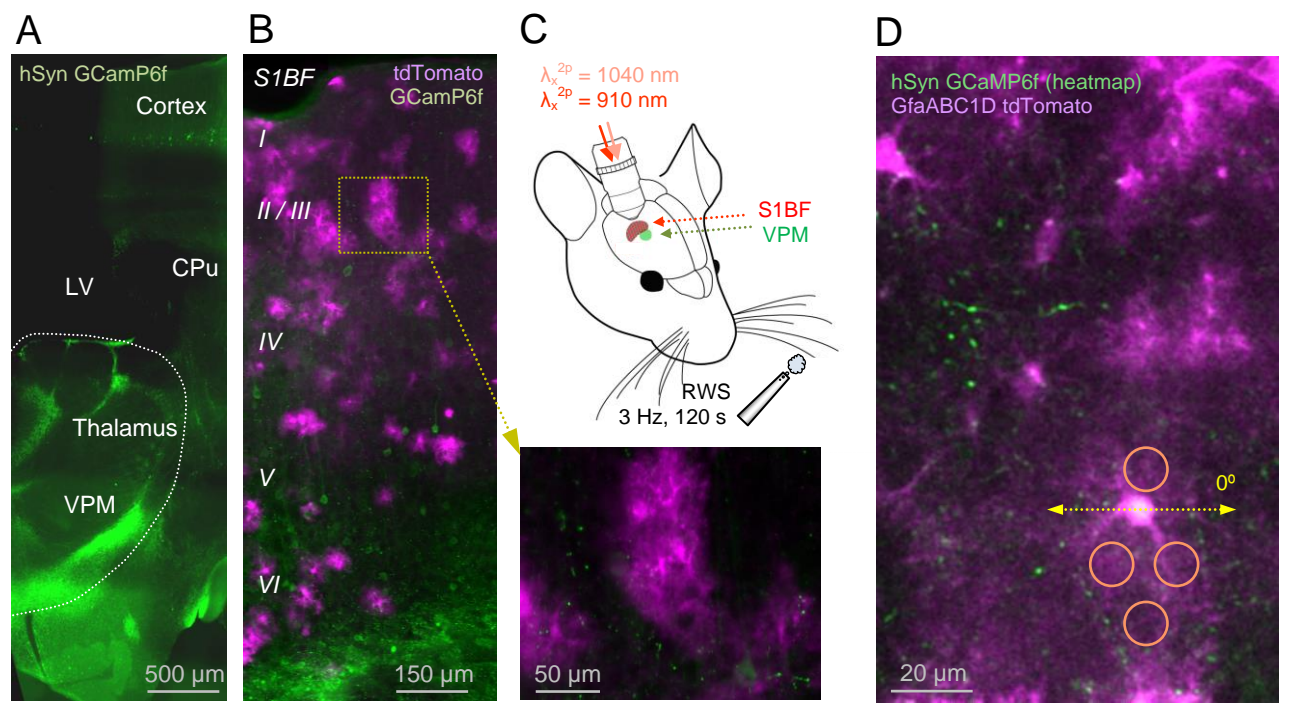 A
hSyn GCamP6f
Cortex
CPu
LV
Thalamus
VPM
500 µm
B
S1BF
tdTomato
GCamP6f
I
II / III
IV
V
VI
150 µm
C
λx2p = 1040 nm
λx2p = 910 nm
S1BF
VPM
RWS
3 Hz, 120 s
50 µm
D
hSyn GCaMP6f (heatmap)
GfaABC1D tdTomato
0º
20 µm